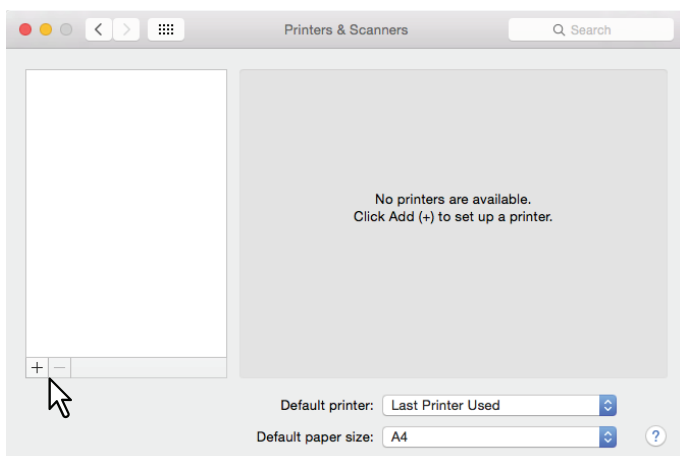 Printers & Scanners
Search
No printers are available.
Click Add (+) to set up a printer.
+ −
Default printer: Last Printer Used
Default paper size: A4
?